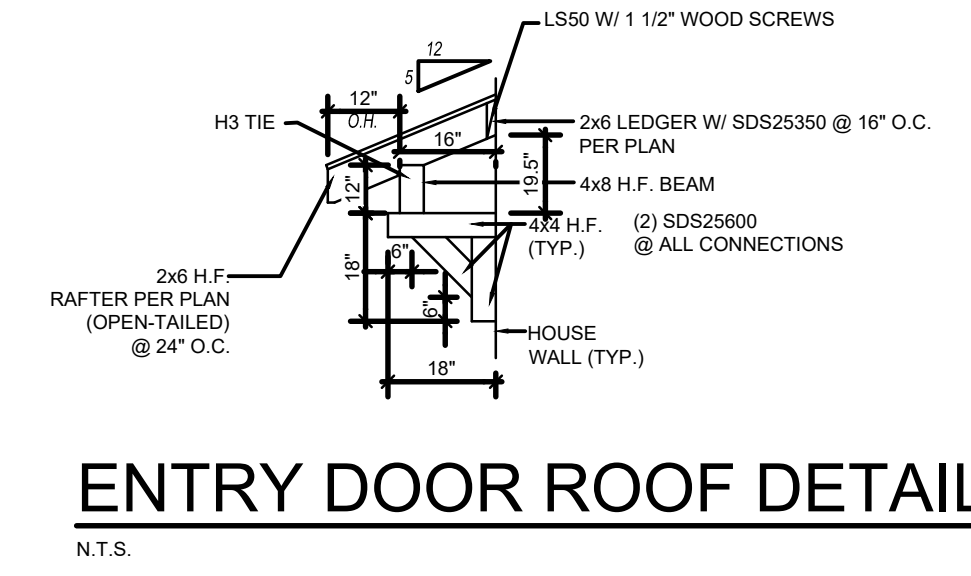 LS50 W/ 1 1/2" WOOD SCREWS
12
5
12"
O.H.
H3 TIE
16"
2x6 LEDGER W/ SDS25350 @ 16" O.C.
PER PLAN
19.5"
12"
4x8 H.F. BEAM
4x4 H.F.
(TYP.)
(2) SDS25600
@ ALL CONNECTIONS
6"
18"
6"
2x6 H.F.
RAFTER PER PLAN
(OPEN-TAILED)
@ 24" O.C.
HOUSE
WALL (TYP.)
18"
ENTRY DOOR ROOF DETAIL
N.T.S.